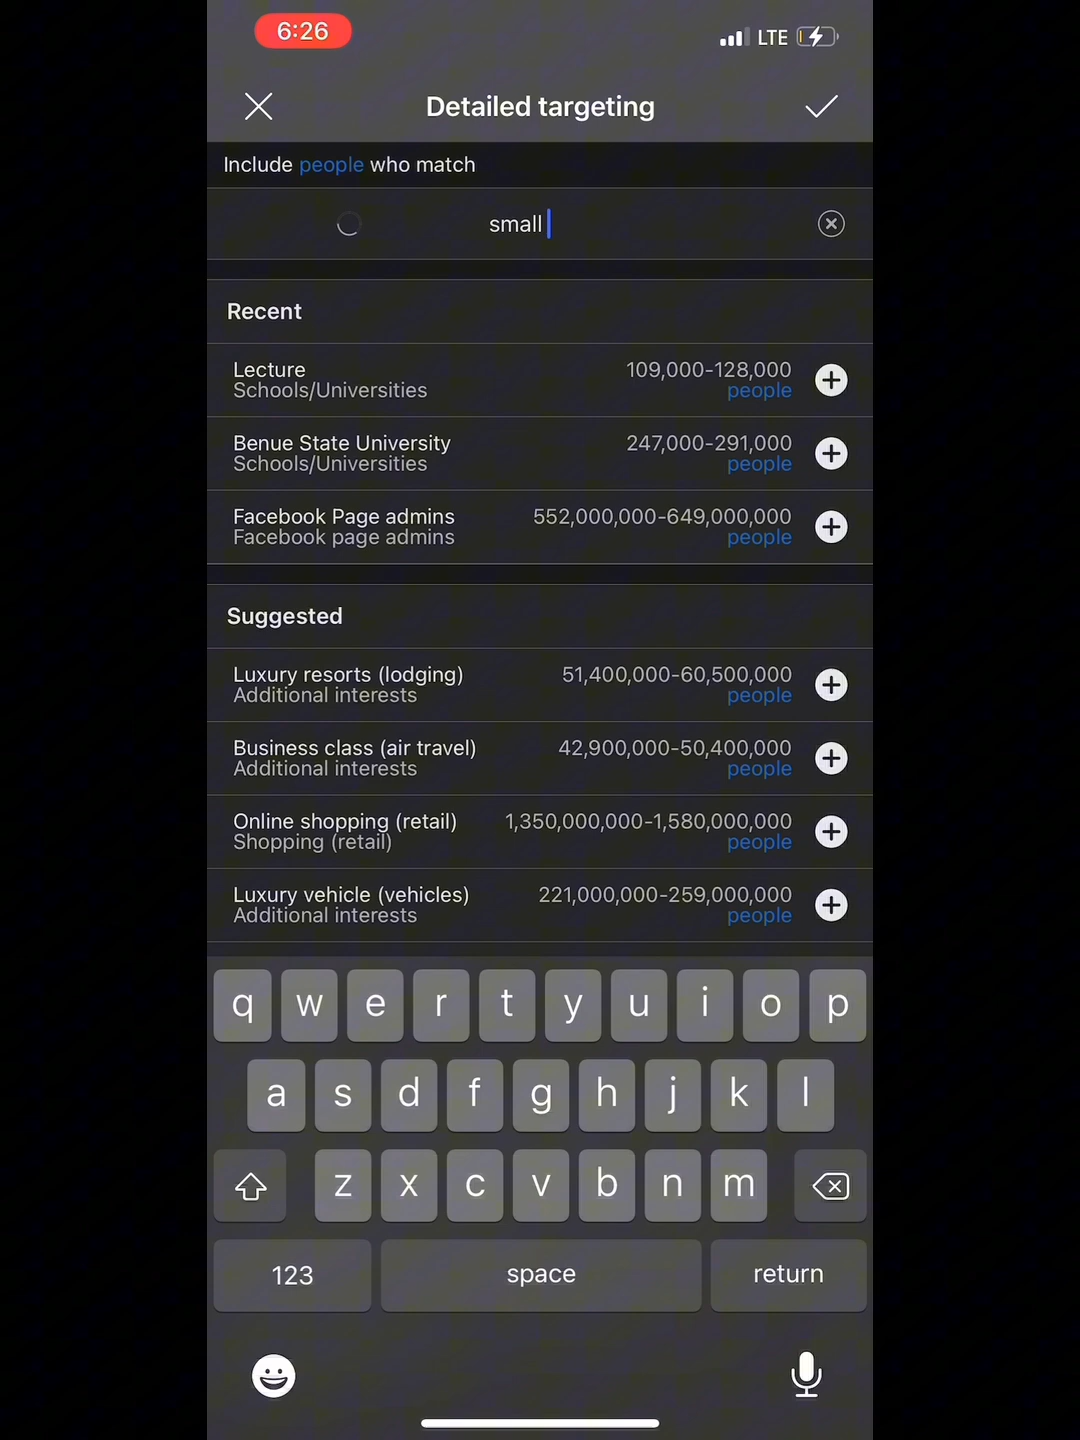 6:26
LTE
Detailed targeting
Include people who match
small
Recent
Lecture
109,000-128,000
Schools/Universities
people
Benue State University
247,000-291,000
Schools/Universities
people
Facebook Page admins
552,000,000-649,000,000
Facebook page admins
people
Suggested
Luxury resorts (lodging)
51,400,000-60,500,000
Additional interests
people
Business class (air travel)
42,900,000-50,400,000
Additional interests
people
Online shopping (retail)
1,350,000,000-1,580,000,000
Shopping (retail)
people
Luxury vehicle (vehicles)
221,000,000-259,000,000
Additional interests
people
q w e r t y u i o p
a s d f g h j k l
z x c v b n m
123 space return